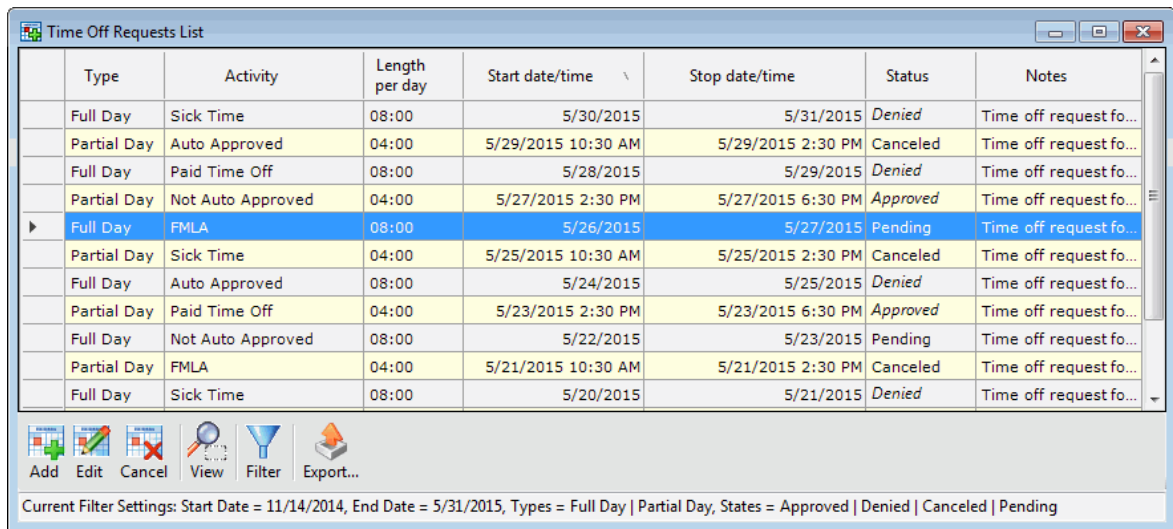 Time Off Requests List
Type Activity Length per day Start date/time Stop date/time Status Notes
Full Day Sick Time 08:00 5/30/2015 5/31/2015 Denied Time off request fo...
Partial Day Auto Approved 04:00 5/29/2015 10:30 AM 5/29/2015 2:30 PM Canceled Time off request fo...
Full Day Paid Time Off 08:00 5/28/2015 5/29/2015 Denied Time off request fo...
Partial Day Not Auto Approved 04:00 5/27/2015 2:30 PM 5/27/2015 6:30 PM Approved Time off request fo...
Full Day FMLA 08:00 5/26/2015 5/27/2015 Pending Time off request fo...
Partial Day Sick Time 04:00 5/25/2015 10:30 AM 5/25/2015 2:30 PM Canceled Time off request fo...
Full Day Auto Approved 08:00 5/24/2015 5/25/2015 Denied Time off request fo...
Partial Day Paid Time Off 04:00 5/23/2015 2:30 PM 5/23/2015 6:30 PM Approved Time off request fo...
Full Day Not Auto Approved 08:00 5/22/2015 5/23/2015 Pending Time off request fo...
Partial Day FMLA 04:00 5/21/2015 10:30 AM 5/21/2015 2:30 PM Canceled Time off request fo...
Full Day Sick Time 08:00 5/20/2015 5/21/2015 Denied Time off request fo...
Add Edit Cancel View Filter Export...
Current Filter Settings: Start Date = 11/14/2014, End Date = 5/31/2015, Types = Full Day | Partial Day, States = Approved | Denied | Canceled | Pending